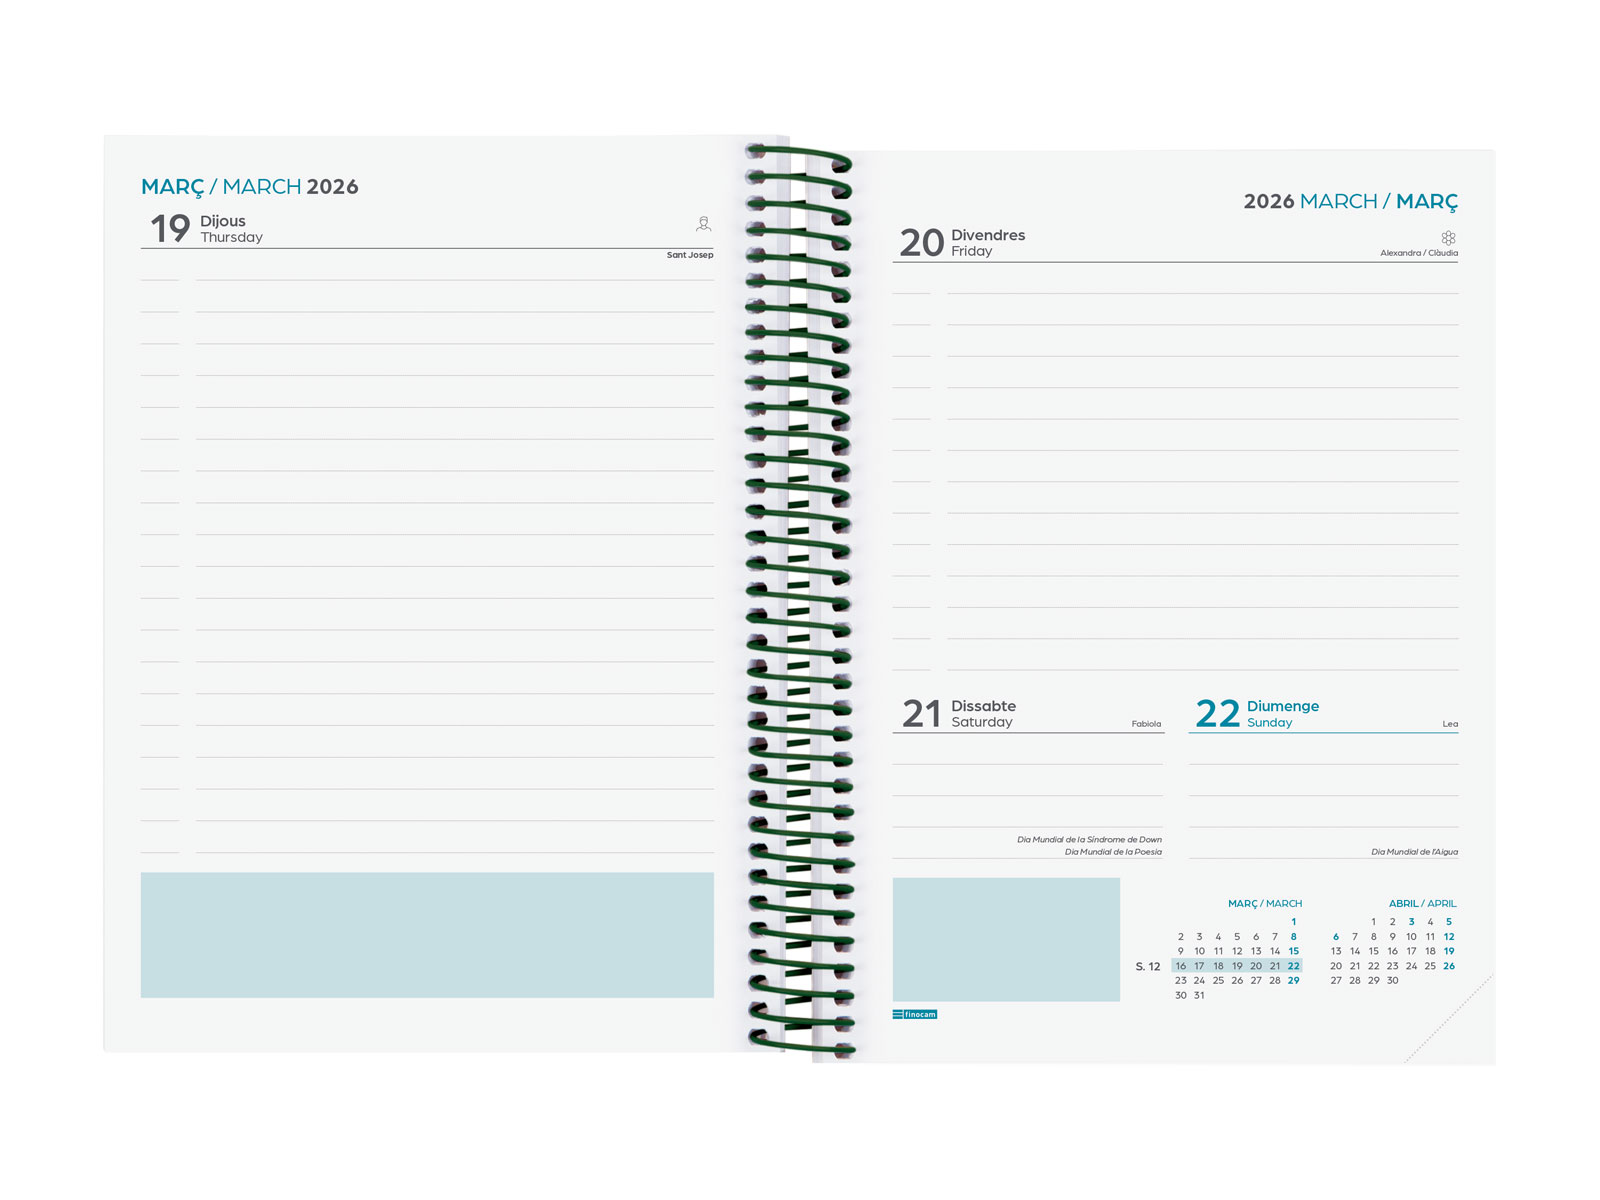 MARÇ / MARCH 2026
19 Dijous
Thursday
Sant Josep
2026 MARCH / MARÇ
20 Divendres
Friday
Alexandra / Clàudia
21 Dissabte
Saturday
Fabiola
Dia Mundial de la Síndrome de Down
Dia Mundial de la Poesia
22 Diumenge
Sunday
Lea
Dia Mundial de l'Aigua
S. 12
MARÇ / MARCH
1
2 3 4 5 6 7 8
9 10 11 12 13 14 15
16 17 18 19 20 21 22
23 24 25 26 27 28 29
30 31
ABRIL / APRIL
1 2 3 4 5
6 7 8 9 10 11 12
13 14 15 16 17 18 19
20 21 22 23 24 25 26
27 28 29 30
finocam